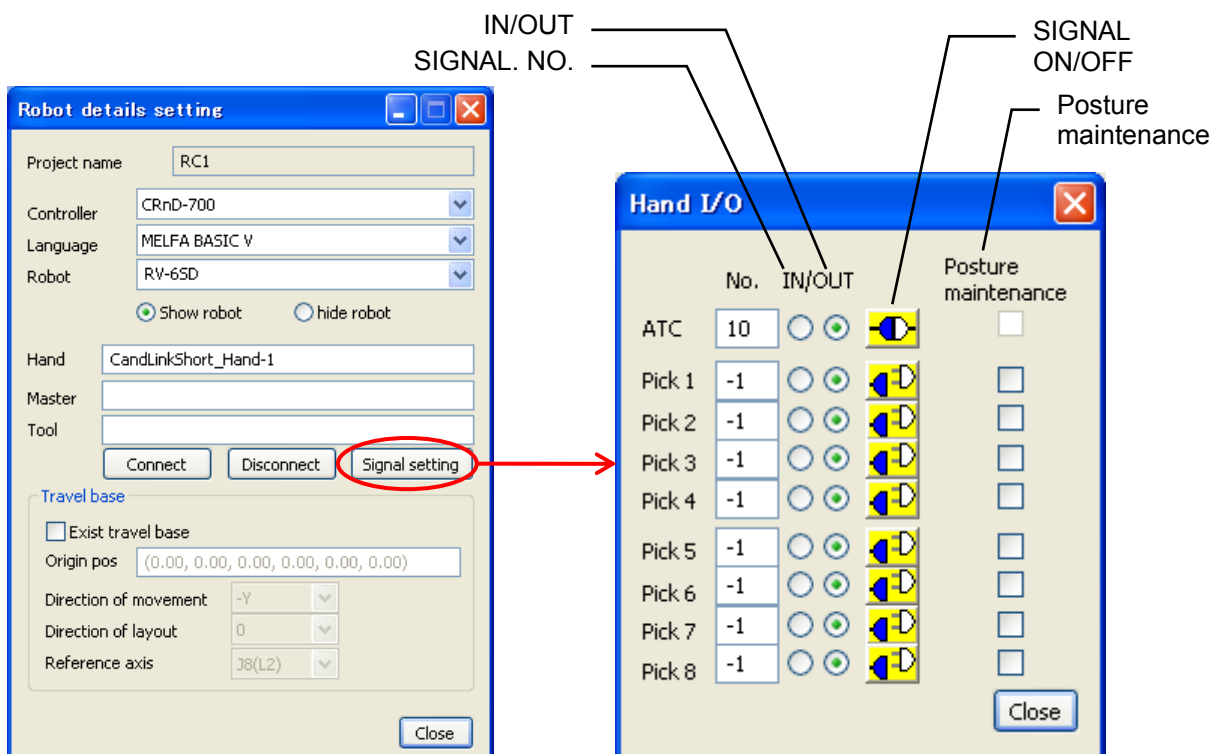 IN/OUT
SIGNAL. NO.
SIGNAL
ON/OFF
Posture
maintenance
Robot details setting
Project name RC1
Controller CRnD-700
Language MELFA BASIC V
Robot RV-6SD
Show robot hide robot
Hand CandLinkShort_Hand-1
Master
Tool
Connect Disconnect Signal setting
Travel base
Exist travel base
Origin pos (0.00, 0.00, 0.00, 0.00, 0.00, 0.00)
Direction of movement -Y
Direction of layout 0
Reference axis J8(L2)
Close
Hand I/O
No. IN/OUT Posture
maintenance
ATC 10
Pick 1 -1
Pick 2 -1
Pick 3 -1
Pick 4 -1
Pick 5 -1
Pick 6 -1
Pick 7 -1
Pick 8 -1
Close